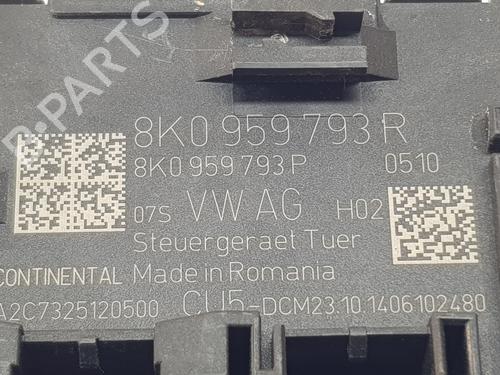 8K0 959 793 R
8K0 959 793 P 0510
07S VW AG H02
Steuergeraet Tuer
CONTINENTAL Made in Romania
A2C7325120500 CU5-DCM23.10.1406102480
B-PARTS